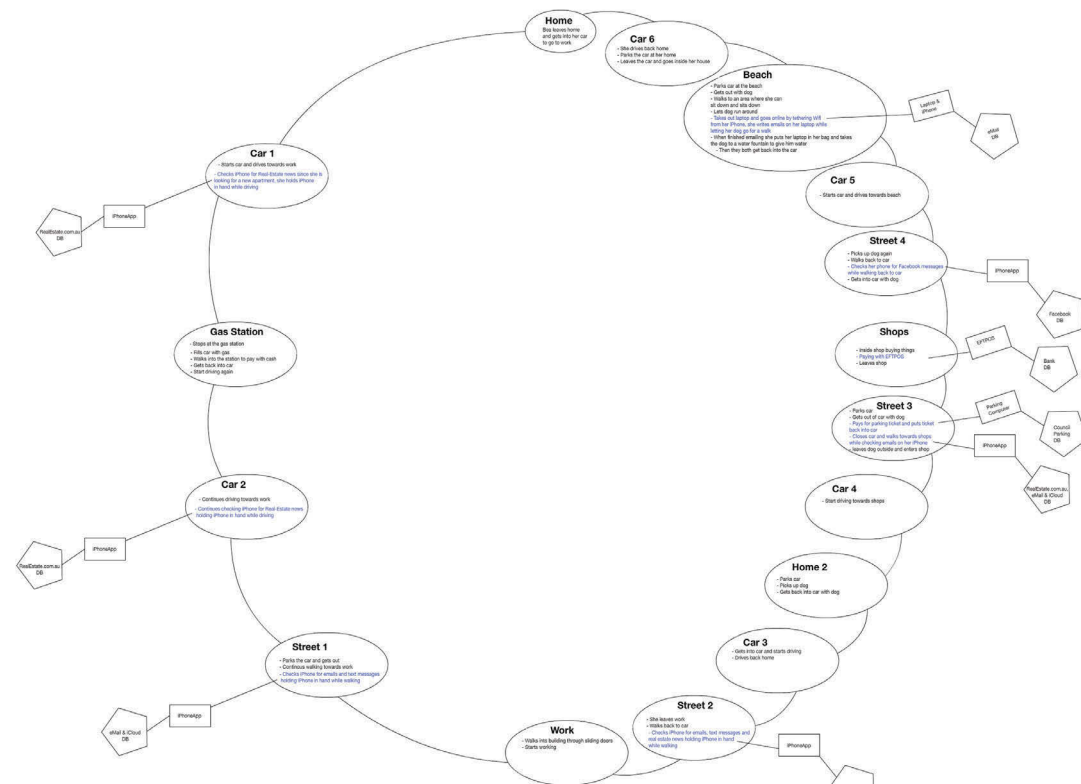 Home
Bea leaves home
and gets into her car
to go to work
Car 1
- Starts car and drives towards work
- Checks iPhone for Real-Estate news since she is
looking for a new apartment, she holds iPhone
in hand while driving
iPhoneApp
RealEstate.com.au
DB
Gas Station
- Stops at the gas station
- Fills car with gas
- Walks into the station to pay with cash
- Gets back into car
- Start driving again
Car 2
- Continues driving towards work
- Continues checking iPhone for Real-Estate news
holding iPhone in hand while driving
iPhoneApp
RealEstate.com.au
DB
Street 1
- Parks the car and gets out
- Continous walking towards work
- Checks iPhone for emails and text messages
holding iPhone in hand while walking
iPhoneApp
eMail & iCloud
DB
Work
- Walks into building through sliding doors
- Starts working
Street 2
- She leaves work
- Walks back to car
- Checks iPhone for emails, text messages and
real estate news holding iPhone in hand
while walking
iPhoneApp
Car 3
- Gets into car and starts driving
- Drives back home
Home 2
- Parks car
- Picks up dog
- Gets back into car with dog
Car 4
- Start driving towards shops
Street 3
- Parks car
- Gets out of car with dog
- Pays for parking ticket and puts ticket
back into car
- Closes car and walks towards shops
while checking emails on her iPhone
- leaves dog outside and enters shop
Parking
Computer
Council
Parking
DB
iPhoneApp
RealEstate.com.au,
eMail & iCloud
DB
Shops
- Inside shop buying things
- Paying with EFTPOS
- Leaves shop
EFTPOS
Bank
DB
Street 4
- Picks up dog again
- Walks back to car
- Checks her phone for Facebook messages
while walking back to car
- Gets into car with dog
iPhoneApp
Facebook
DB
Car 5
- Starts car and drives towards beach
Beach
- Parks car at the beach
- Gets out with dog
- Walks to an area where she can
sit down and sits down
- Lets dog run around
- Takes out laptop and goes online by tethering Wifi
from her iPhone, she writes emails on her laptop while
letting her dog go for a walk
- When finished emailing she puts her laptop in her bag and takes
the dog to a water fountain to give him water
- Then they both get back into the car
Laptop &
iPhone
eMail
DB
Car 6
- She drives back home
- Parks the car at her home
- Leaves the car and goes inside her house